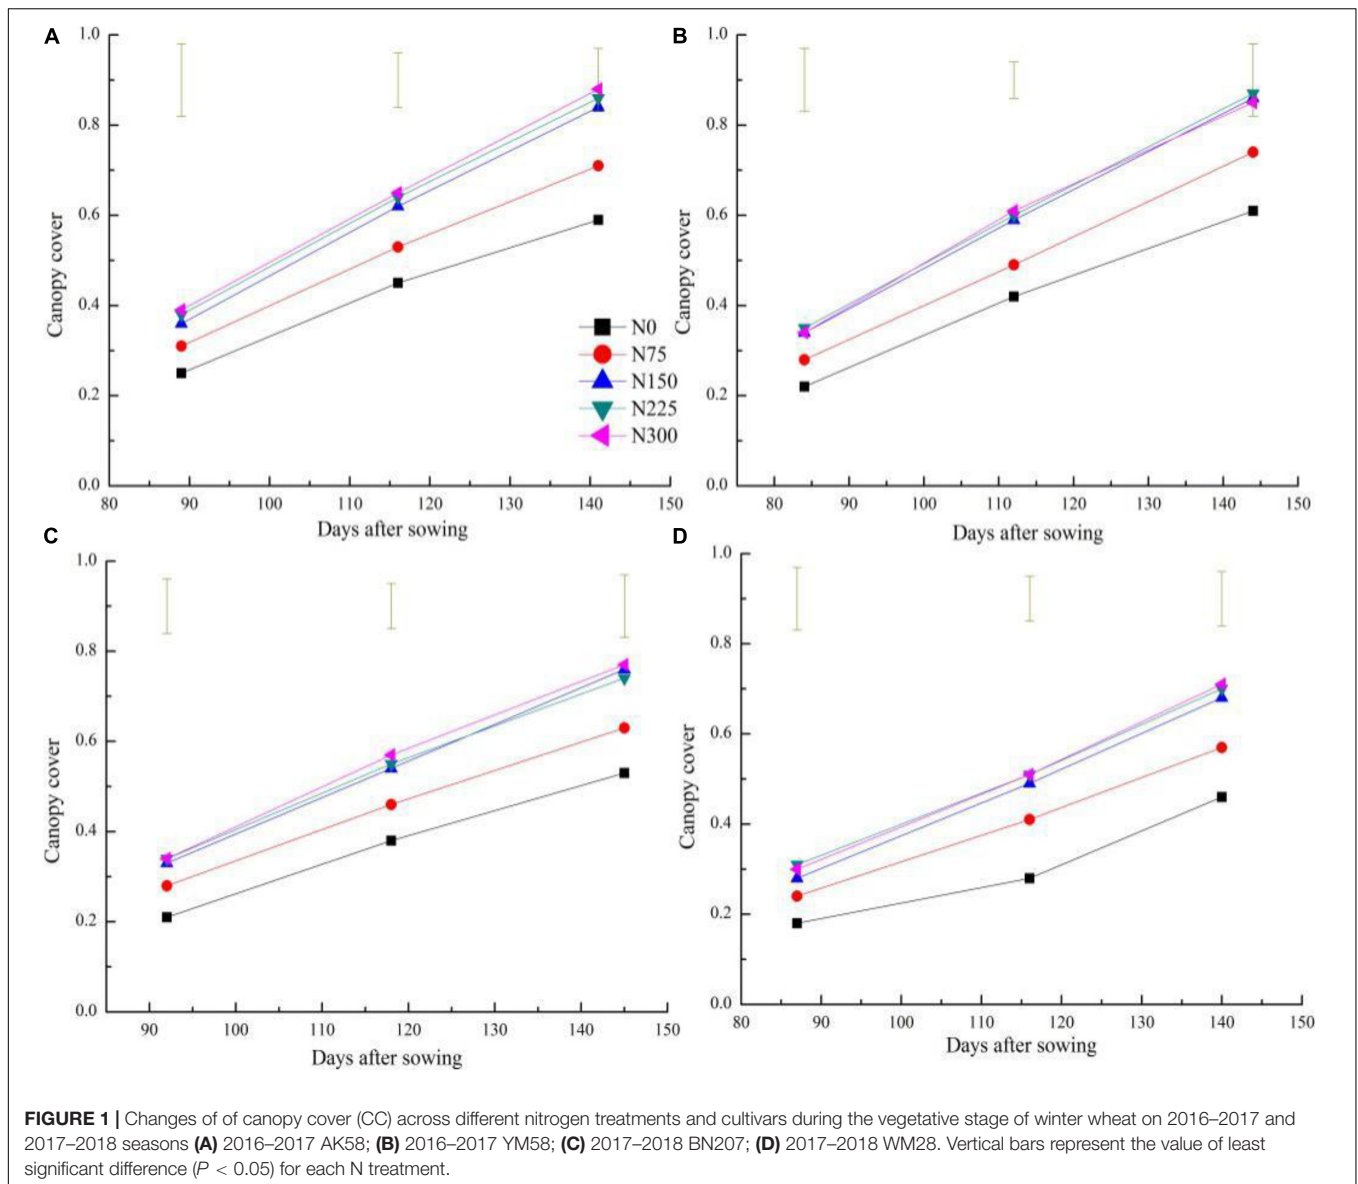 A
1.0
0.8
0.6
0.4
0.2
0.0
Canopy cover
80 90 100 110 120 130 140 150
Days after sowing
N0
N75
N150
N225
N300
B
1.0
0.8
0.6
0.4
0.2
0.0
Canopy cover
80 90 100 110 120 130 140 150
Days after sowing
C
1.0
0.8
0.6
0.4
0.2
0.0
Canopy cover
90 100 110 120 130 140 150
Days after sowing
D
1.0
0.8
0.6
0.4
0.2
0.0
Canopy cover
80 90 100 110 120 130 140 150
Days after sowing
FIGURE 1 | Changes of of canopy cover (CC) across different nitrogen treatments and cultivars during the vegetative stage of winter wheat on 2016–2017 and
2017–2018 seasons (A) 2016–2017 AK58; (B) 2016–2017 YM58; (C) 2017–2018 BN207; (D) 2017–2018 WM28. Vertical bars represent the value of least
significant difference (P < 0.05) for each N treatment.